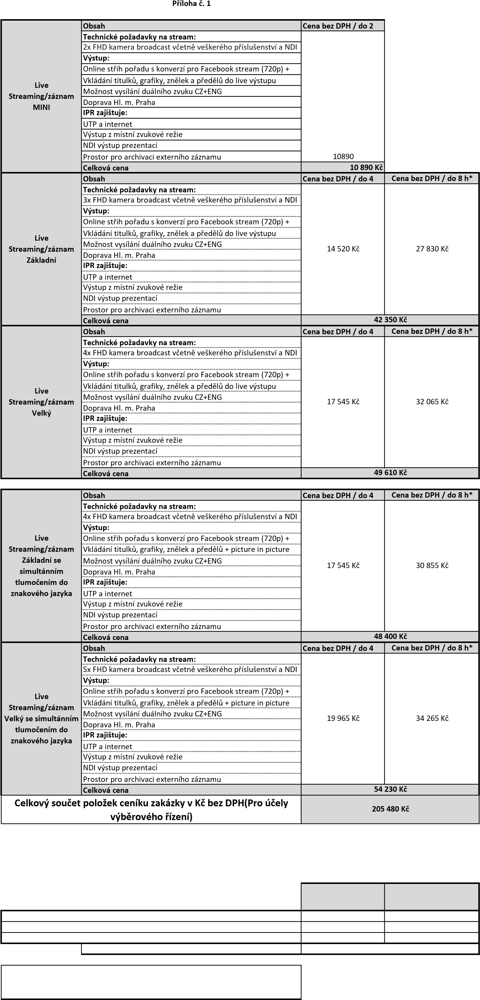 Příloha č. 1
Obsah
Cena bez DPH / do 2
Live
Streaming/záznam
MINI
Technické požadavky na stream:
2x FHD kamera broadcast včetně veškerého příslušenství a NDI
Výstup:
Online střih pořadu s konverzí pro Facebook stream (720p) +
Vkládání titulků, grafiky, znělek a předělů do live výstupu
Možnost vysílání duálního zvuku CZ+ENG
Doprava Hl. m. Praha
IPR zajištuje:
UTP a internet
Výstup z místní zvukové režie
NDI výstup prezentací
Prostor pro archivaci externího záznamu
10890
Celková cena
10 890 Kč
Obsah
Cena bez DPH / do 4
Cena bez DPH / do 8 h*
Live
Streaming/záznam
Základní
Technické požadavky na stream:
3x FHD kamera broadcast včetně veškerého příslušenství a NDI
Výstup:
Online střih pořadu s konverzí pro Facebook stream (720p) +
Vkládání titulků, grafiky, znělek a předělů do live výstupu
Možnost vysílání duálního zvuku CZ+ENG
Doprava Hl. m. Praha
IPR zajištuje:
UTP a internet
Výstup z místní zvukové režie
NDI výstup prezentací
Prostor pro archivaci externího záznamu
14 520 Kč
27 830 Kč
Celková cena
42 350 Kč
Obsah
Cena bez DPH / do 4
Cena bez DPH / do 8 h*
Live
Streaming/záznam
Velký
Technické požadavky na stream:
4x FHD kamera broadcast včetně veškerého příslušenství a NDI
Výstup:
Online střih pořadu s konverzí pro Facebook stream (720p) +
Vkládání titulků, grafiky, znělek a předělů do live výstupu
Možnost vysílání duálního zvuku CZ+ENG
Doprava Hl. m. Praha
IPR zajištuje:
UTP a internet
Výstup z místní zvukové režie
NDI výstup prezentací
Prostor pro archivaci externího záznamu
17 545 Kč
32 065 Kč
Celková cena
49 610 Kč
Obsah
Cena bez DPH / do 4
Cena bez DPH / do 8 h*
Live
Streaming/záznam
Základní se
simultánním
tlumočením do
znakového jazyka
Technické požadavky na stream:
4x FHD kamera broadcast včetně veškerého příslušenství a NDI
Výstup:
Online střih pořadu s konverzí pro Facebook stream (720p) +
Vkládání titulků, grafiky, znělek a předělů + picture in picture
Možnost vysílání duálního zvuku CZ+ENG
Doprava Hl. m. Praha
IPR zajištuje:
UTP a internet
Výstup z místní zvukové režie
NDI výstup prezentací
Prostor pro archivaci externího záznamu
17 545 Kč
30 855 Kč
Celková cena
48 400 Kč
Obsah
Cena bez DPH / do 4
Cena bez DPH / do 8 h*
Live
Streaming/záznam
Velký se simultánním
tlumočením do
znakového jazyka
Technické požadavky na stream:
5x FHD kamera broadcast včetně veškerého příslušenství a NDI
Výstup:
Online střih pořadu s konverzí pro Facebook stream (720p) +
Vkládání titulků, grafiky, znělek a předělů + picture in picture
Možnost vysílání duálního zvuku CZ+ENG
Doprava Hl. m. Praha
IPR zajištuje:
UTP a internet
Výstup z místní zvukové režie
NDI výstup prezentací
Prostor pro archivaci externího záznamu
19 965 Kč
34 265 Kč
Celková cena
54 230 Kč
Celkový součet položek ceníku zakázky v Kč bez DPH(Pro účely
výběrového řízení)
205 480 Kč